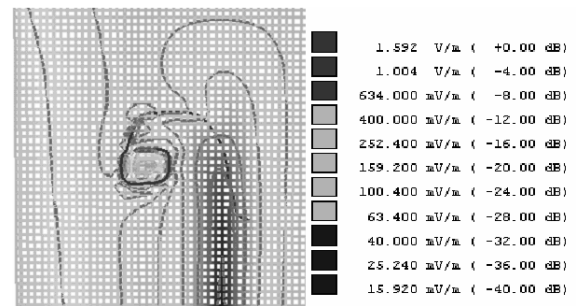 1.592 V/m ( +0.00 dB)
1.004 V/m ( -4.00 dB)
634.000 mV/m ( -8.00 dB)
400.000 mV/m ( -12.00 dB)
252.400 mV/m ( -16.00 dB)
159.200 mV/m ( -20.00 dB)
100.400 mV/m ( -24.00 dB)
63.400 mV/m ( -28.00 dB)
40.000 mV/m ( -32.00 dB)
25.240 mV/m ( -36.00 dB)
15.920 mV/m ( -40.00 dB)